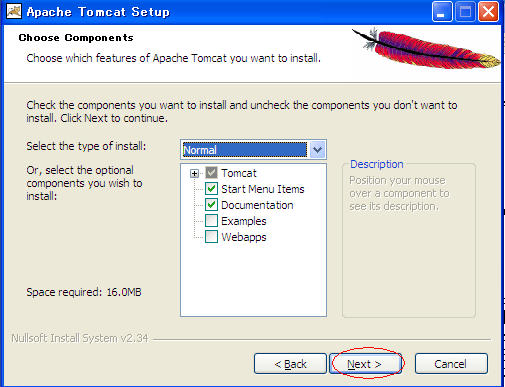 Apache Tomcat Setup
Choose Components
Choose which features of Apache Tomcat you want to install.
Check the components you want to install and uncheck the components you don't want to
install. Click Next to continue.
Select the type of install:
Normal
Or, select the optional
components you wish to
install:
Tomcat
Start Menu Items
Documentation
Examples
Webapps
Description
Position your mouse
over a component to
see its description.
Space required: 16.0MB
Nullsoft Install System v2.34
< Back
Next >
Cancel